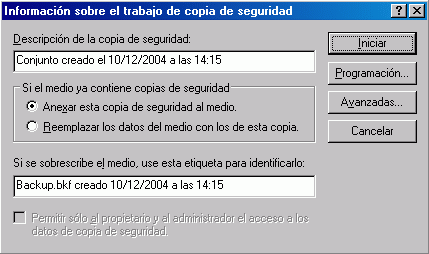 Información sobre el trabajo de copia de seguridad
Descripción de la copia de seguridad:
Conjunto creado el 10/12/2004 a las 14:15
Iniciar
Programación...
Si el medio ya contiene copias de seguridad
Anexar esta copia de seguridad al medio.
Avanzadas...
Reemplazar los datos del medio con los de esta copia.
Cancelar
Si se sobrescribe el medio, use esta etiqueta para identificarlo:
Backup.bkf creado 10/12/2004 a las 14:15
Permitir sólo al propietario y al administrador el acceso a los
datos de copia de seguridad.